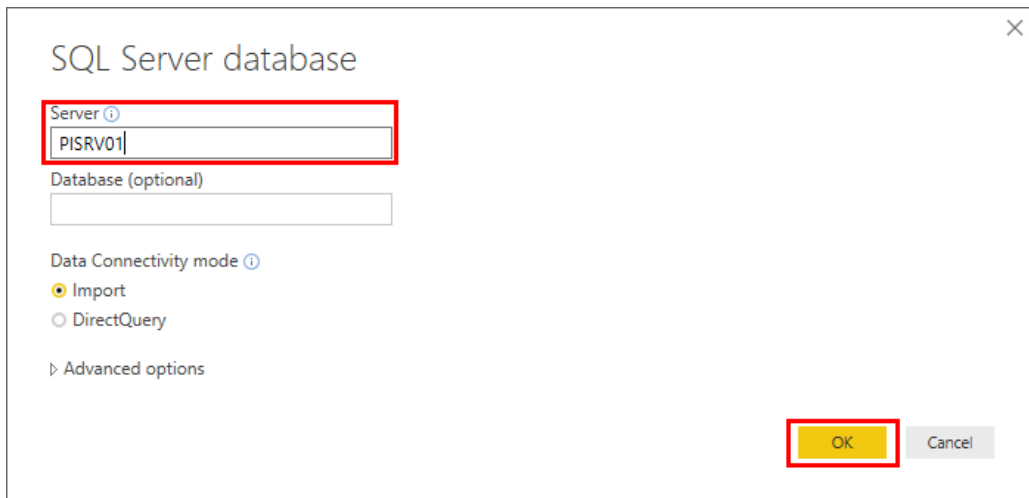 SQL Server database
Server
PISRV01
Database (optional)
Data Connectivity mode
Import
DirectQuery
Advanced options
OK Cancel